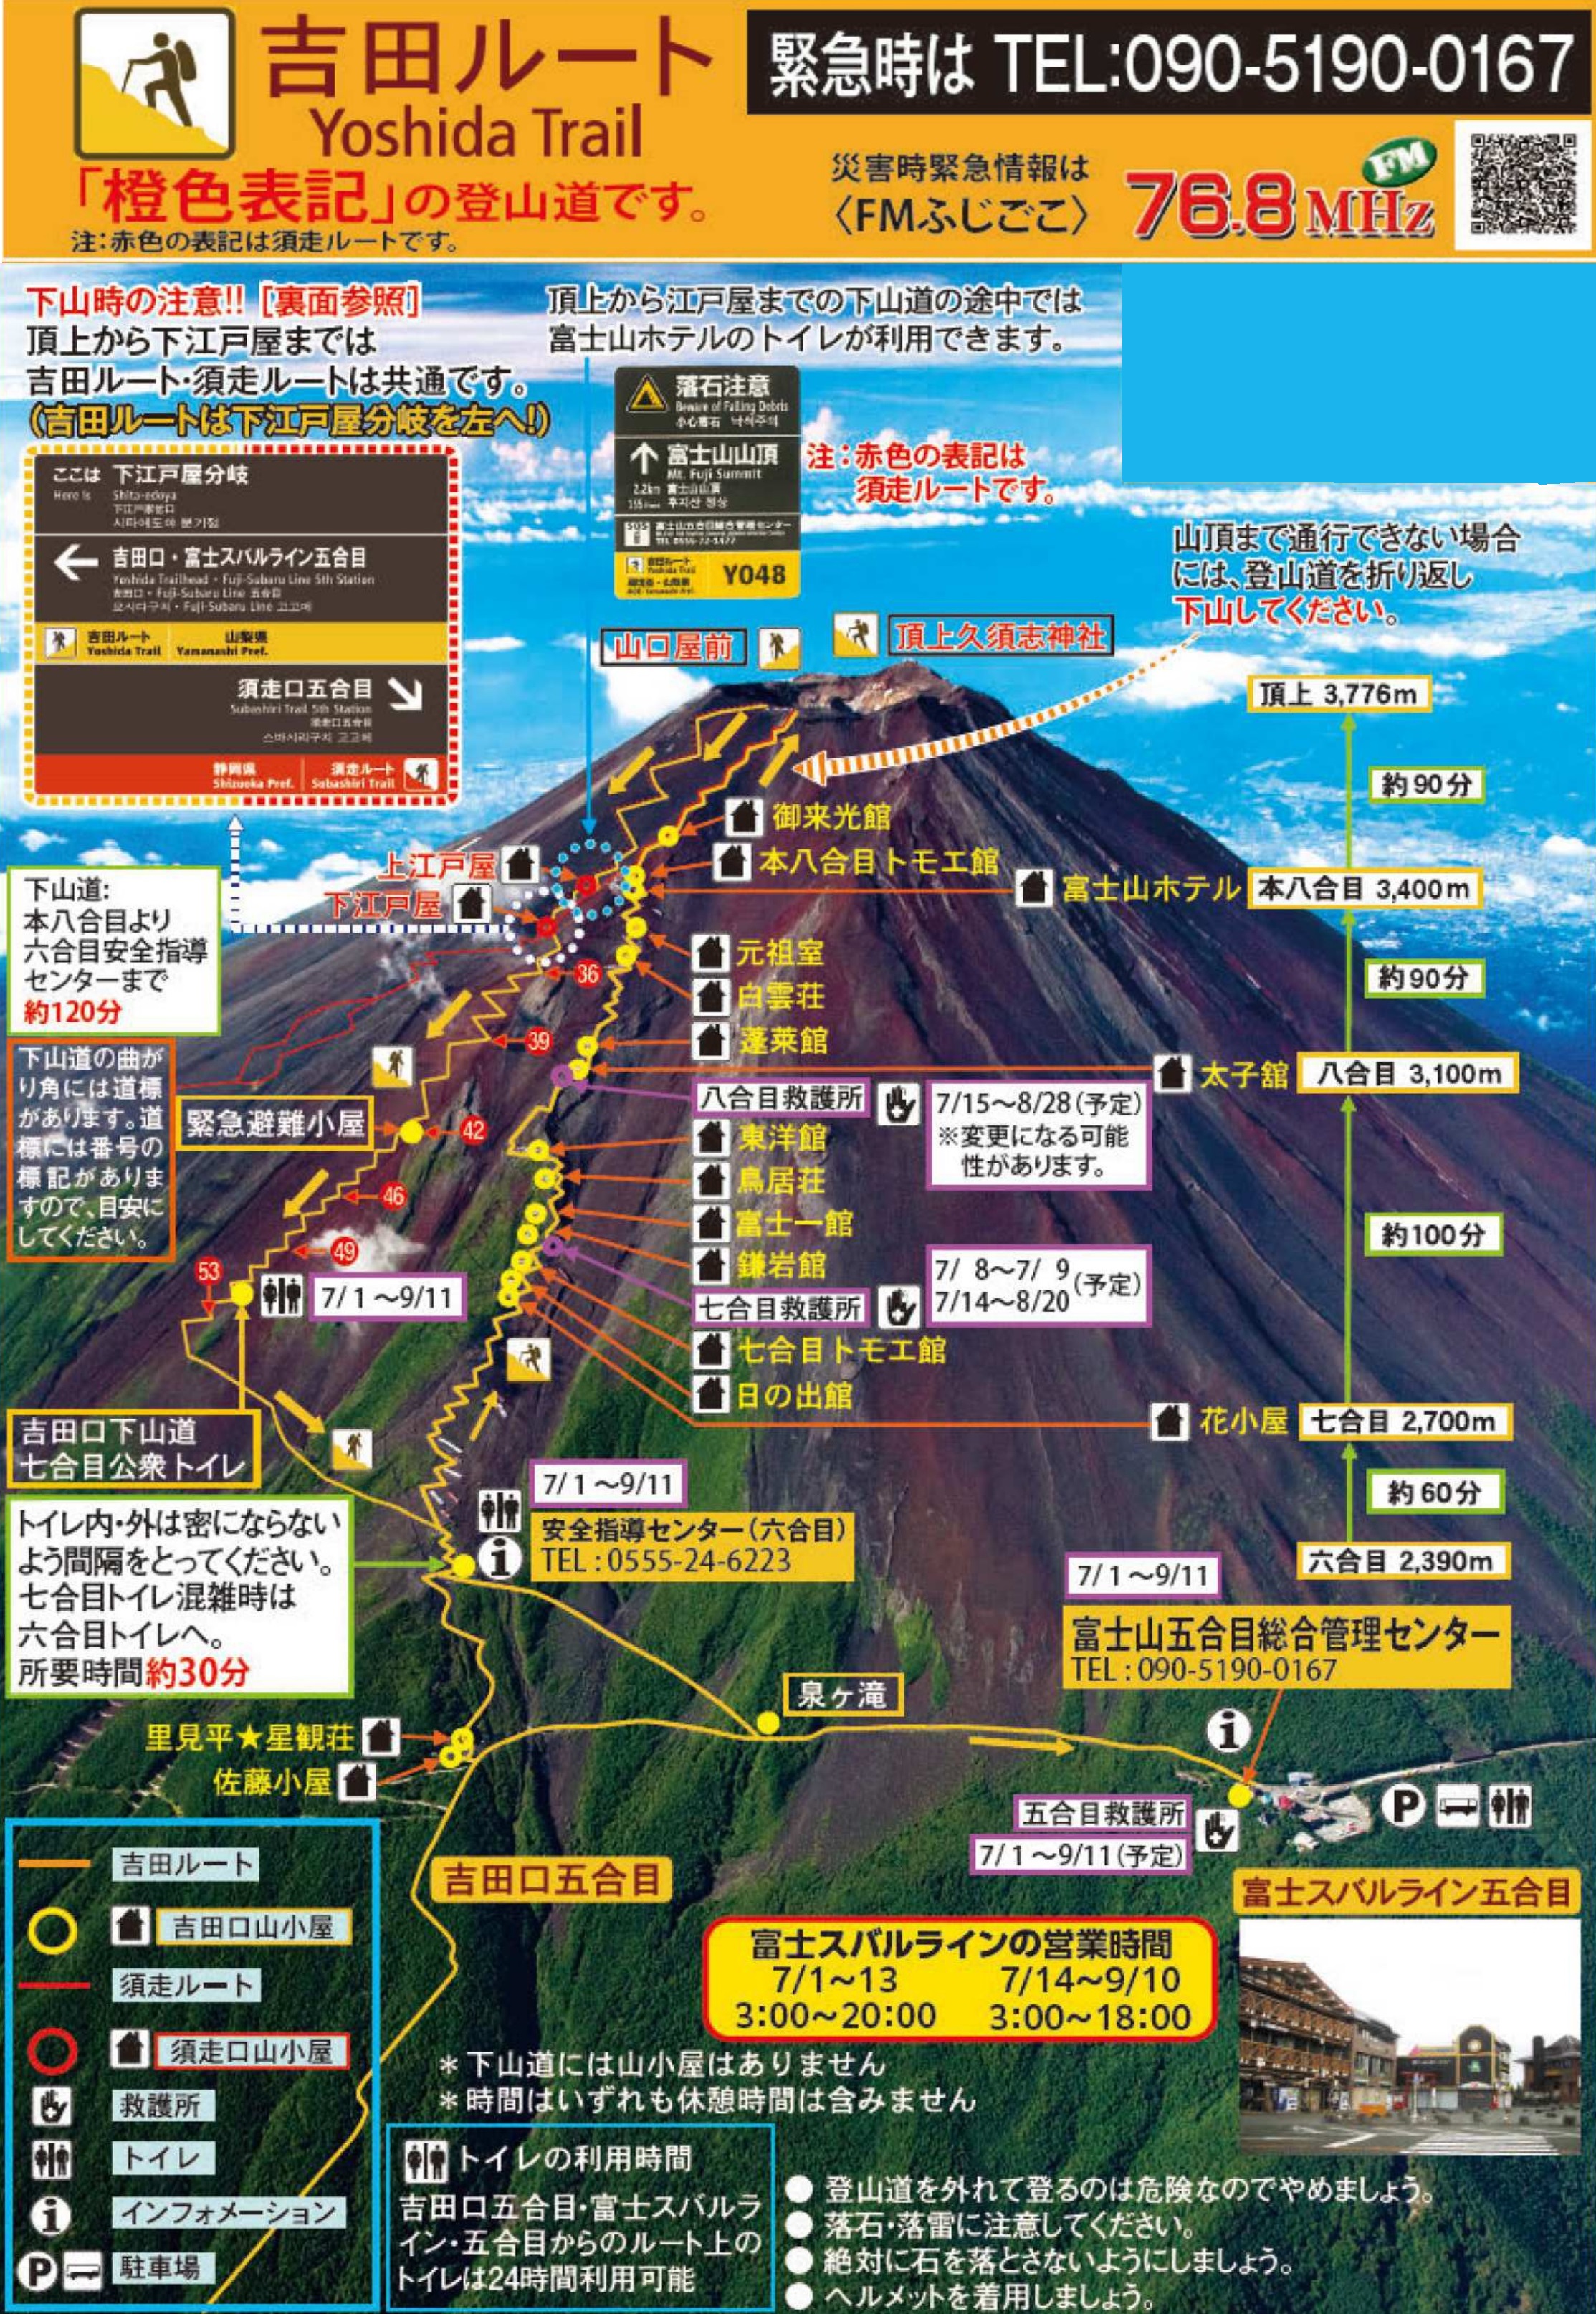 吉田ルート
Yoshida Trail
「橙色表記」の登山道です。
注：赤色の表記は須走ルートです。
緊急時は TEL：090-5190-0167
災害時緊急情報は
〈FMふじごこ〉
76.8 MHz
FM
下山時の注意!! [裏面参照]
頂上から下江戸屋までは
吉田ルート・須走ルートは共通です。
(吉田ルートは下江戸屋分岐を左へ!)
ここは 下江戸屋分岐
Here is Shita-edoya
吉田口・富士スバルライン五合目
Yoshida Trailhead・Fuji-Subaru Line 5th Station
吉田口・Fuji-Subaru Line 五合目
吉田ルート 山梨県
Yoshida Trail Yamanashi Pref.
須走口五合目
Subashiri Trail 5th Station
須走口五合目
静岡県 須走ルート
Shizuoka Pref. Subashiri Trail
頂上から江戸屋までの下山道の途中では
富士山ホテルのトイレが利用できます。
落石注意
Beware of Falling Debris
小心落石 낙석주의
富士山山頂
Mt. Fuji Summit
2.2km 富士山山頂
후지산 정상
SOS
富士山五合目総合管理センター
吉田ルート
Yoshida Trail
Y048
注：赤色の表記は
須走ルートです。
山頂まで通行できない場合
には、登山道を折り返し
下山してください。
山口屋前
頂上久須志神社
頂上 3,776m
約90分
御来光館
本八合目トモエ館
富士山ホテル
本八合目 3,400m
上江戸屋
下江戸屋
下山道:
本八合目より
六合目安全指導
センターまで
約120分
元祖室
白雲荘
蓬莱館
約90分
36
39
太子舘
八合目 3,100m
下山道の曲が
り角には道標
があります。道
標には番号の
標記がありま
すので、目安に
してください。
緊急避難小屋
42
46
49
53
八合目救護所
7/15～8/28(予定)
※変更になる可能
性があります。
東洋館
鳥居荘
富士一館
鎌岩館
約100分
七合目救護所
7/ 8～7/ 9
7/14～8/20
(予定)
7/1～9/11
七合目トモエ館
日の出館
花小屋
七合目 2,700m
吉田口下山道
七合目公衆トイレ
約60分
7/1～9/11
安全指導センター(六合目)
TEL：0555-24-6223
六合目 2,390m
トイレ内・外は密にならない
よう間隔をとってください。
七合目トイレ混雑時は
六合目トイレへ。
所要時間約30分
7/1～9/11
富士山五合目総合管理センター
TEL：090-5190-0167
泉ヶ滝
里見平★星観荘
佐藤小屋
五合目救護所
7/1～9/11(予定)
P
吉田口五合目
富士スバルライン五合目
富士スバルラインの営業時間
7/1～13 7/14～9/10
3:00～20:00 3:00～18:00
＊下山道には山小屋はありません
＊時間はいずれも休憩時間は含みません
吉田ルート
吉田口山小屋
須走ルート
須走口山小屋
救護所
トイレ
インフォメーション
P 駐車場
トイレの利用時間
吉田口五合目・富士スバルラ
イン・五合目からのルート上の
トイレは24時間利用可能
● 登山道を外れて登るのは危険なのでやめましょう。
● 落石・落雷に注意してください。
● 絶対に石を落とさないようにしましょう。
● ヘルメットを着用しましょう。